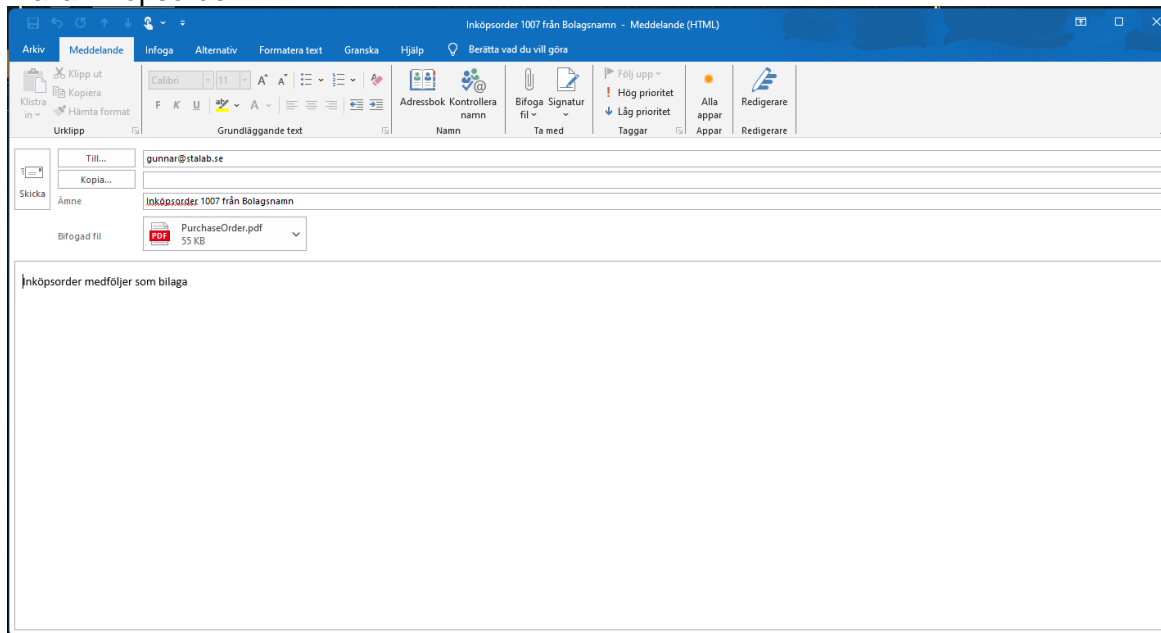 Inköpsorder 1007 från Bolagsnamn - Meddelande (HTML)
Arkiv Meddelande Infoga Alternativ Formatera text Granska Hjälp Berätta vad du vill göra
Klistra in
Klipp ut
Kopiera
Hämta format
Urklipp
Calibri 11 A A
F K U ab A
Grundläggande text
Adressbok Kontrollera namn
Namn
Bifoga fil Signatur
Ta med
Följ upp
Hög prioritet
Låg prioritet
Taggar
Alla appar
Appar
Redigerare
Redigerare
Skicka
Till... gunnar@stalab.se
Kopia...
Ämne Inköpsorder 1007 från Bolagsnamn
Bifogad fil PDF PurchaseOrder.pdf
55 KB
Inköpsorder medföljer som bilaga